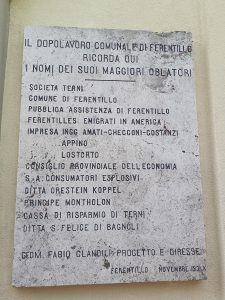 IL DOPOLAVORO COMUNALE DI FERENTILLO
RICORDA QUI
I NOMI DEI SUOI MAGGIORI OBLATORI
SOCIETA TERNI
COMUNE DI FERENTILLO
PUBBLICA ASSISTENZA DI FERENTILLO
FERENTILLESI EMIGRATI IN AMERICA
IMPRESA INGG AMATI-CHECCONI-COSTANZI
APPINO
LOSTORTO
CONSIGLIO PROVINCIALE DELL'ECONOMIA
S.A. CONSUMATORI ESPLOSIVI
DITTA ORESTEIN KOPPEL
PRINCIPE MONTHOLON
CASSA DI RISPARMIO DI TERNI
DITTA S. FELICE DI BAGNOLI
GEOM. FABIO CLANDILI PROGETTO E DIRESSE
FERENTILLO NOVEMBRE